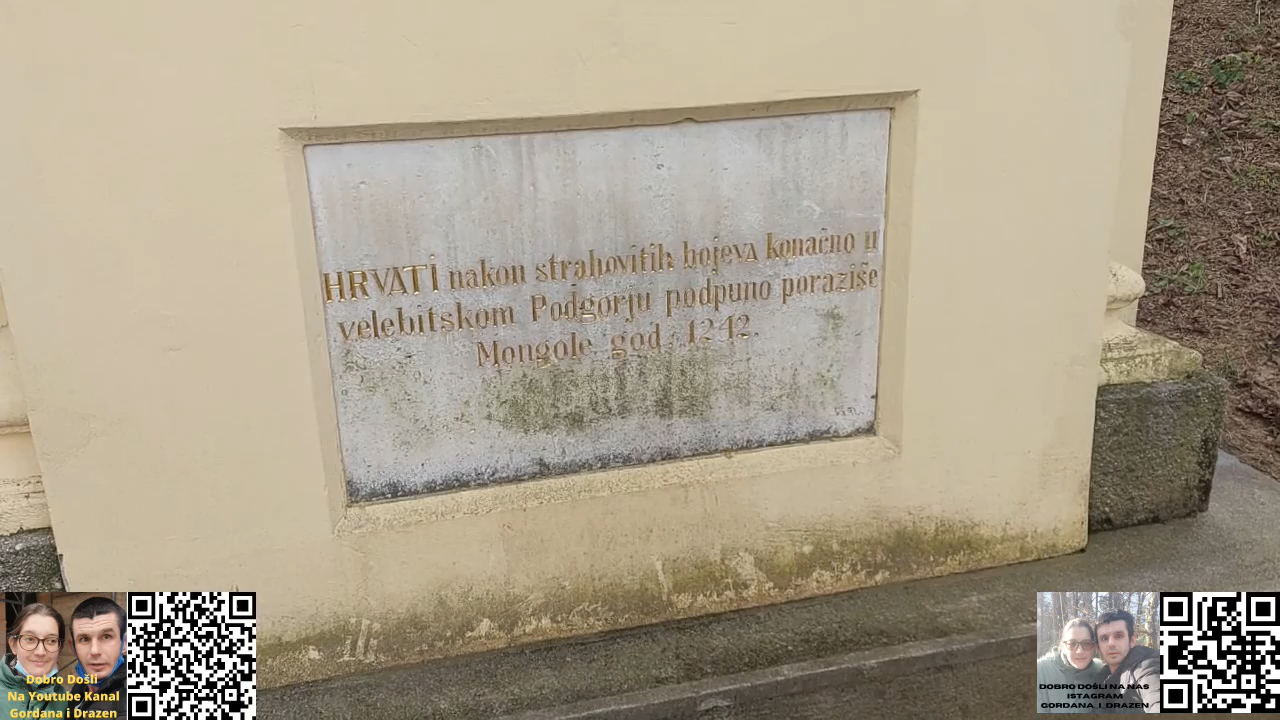 HRVATI nakon strahovitih bojeva konačno u
velebitskom Podgorju podpuno poraziše
Mongole god. 1242.
Dobro Došli
Na Youtube Kanal
Gordana i Drazen
DOBRO DOŠLI NA NAS
ISTAGRAM
GORDANA_I_DRAZEN